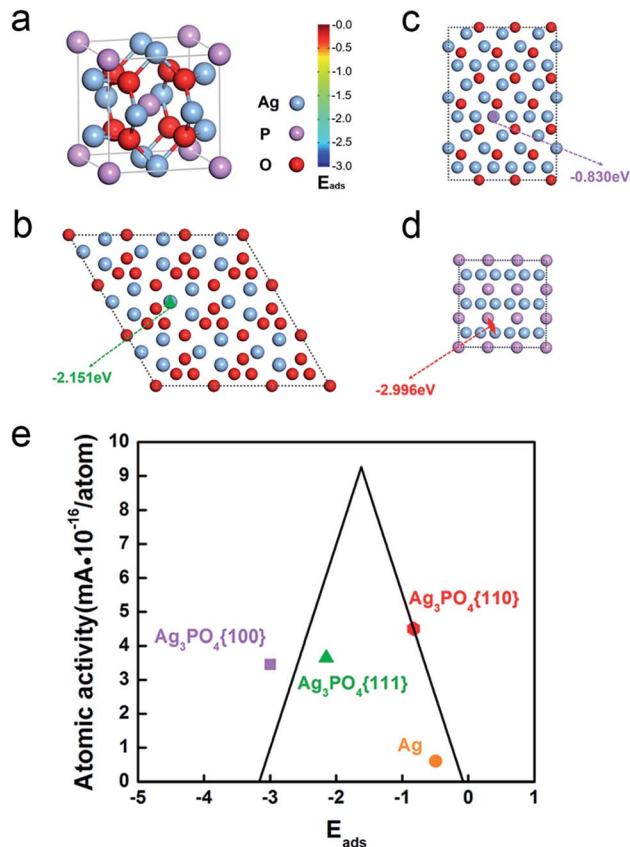 a
-0.0
-0.5
-1.0
-1.5
-2.0
-2.5
-3.0
Ag
P
O
E_ads
c
-0.830eV
b
-2.151eV
d
-2.996eV
e
Atomic activity(mA•10⁻¹⁶/atom)
10
9
8
7
6
5
4
3
2
1
0
Ag₃PO₄{110}
Ag₃PO₄{100}
Ag₃PO₄{111}
Ag
-5 -4 -3 -2 -1 0 1
E_ads